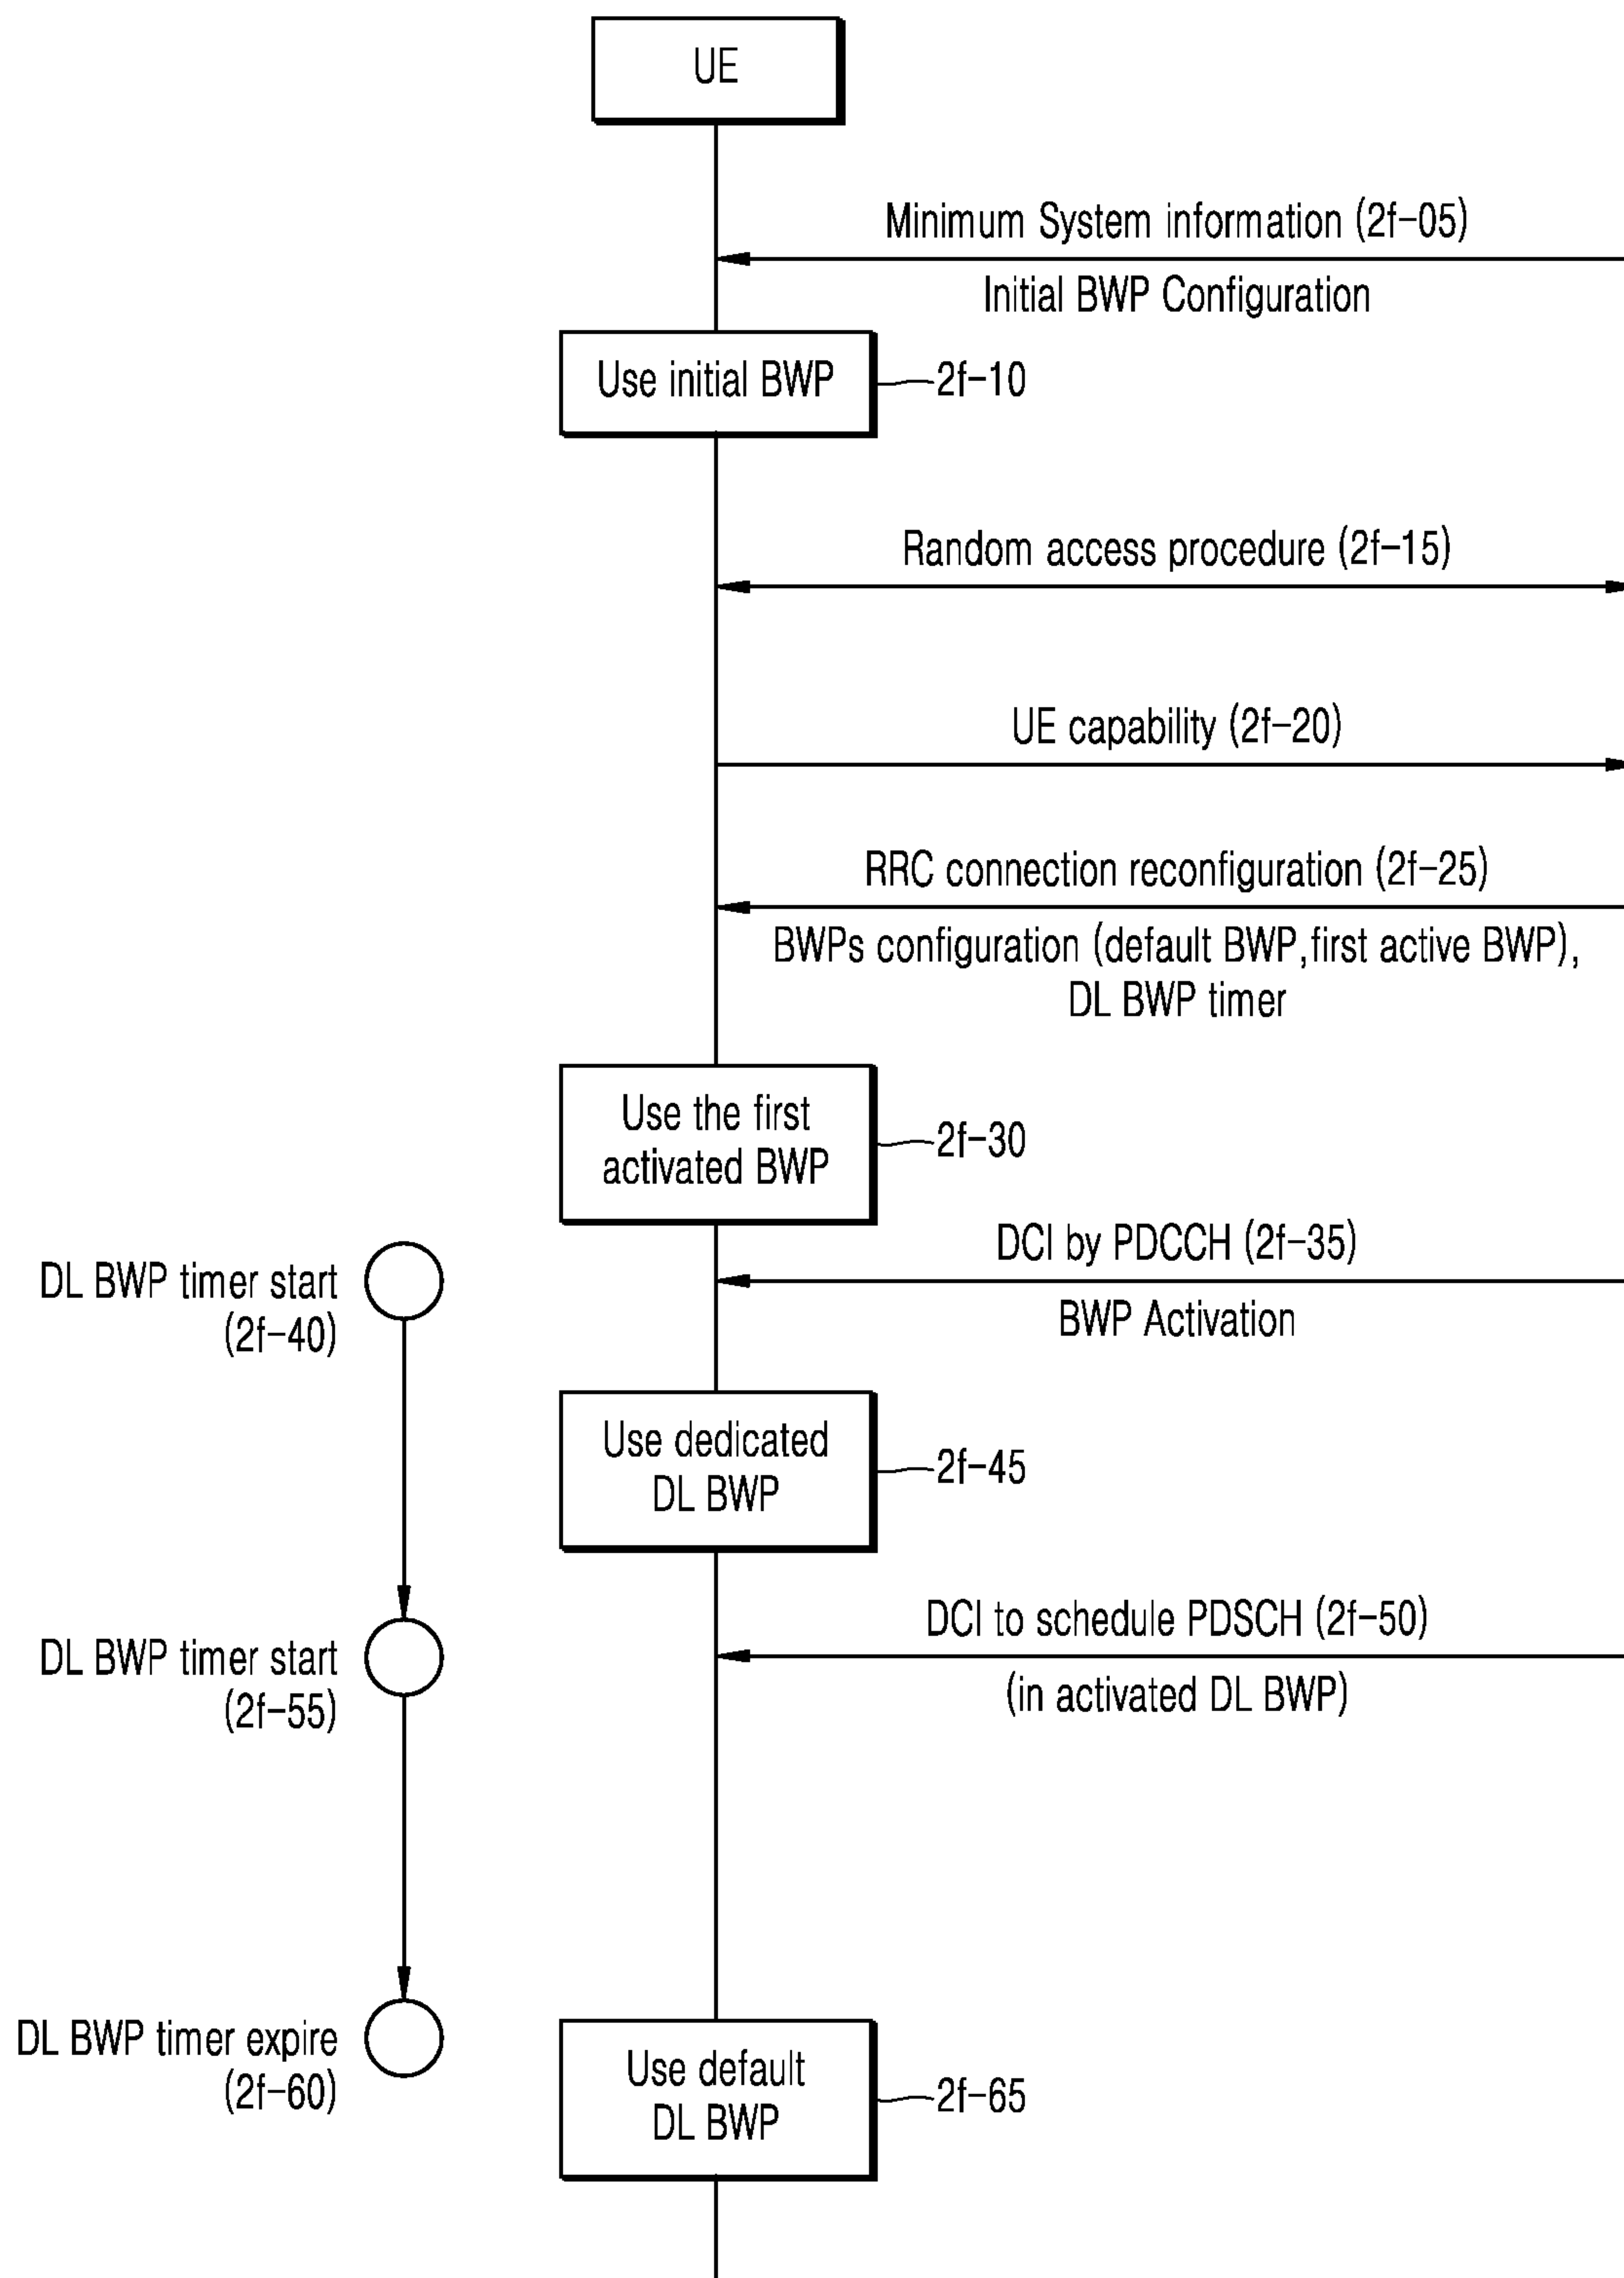 UE
Minimum System information (2f-05)
Initial BWP Configuration
Use initial BWP
2f-10
Random access procedure (2f-15)
UE capability (2f-20)
RRC connection reconfiguration (2f-25)
BWPs configuration (default BWP,first active BWP),
DL BWP timer
Use the first
activated BWP
2f-30
DCI by PDCCH (2f-35)
BWP Activation
DL BWP timer start
(2f-40)
Use dedicated
DL BWP
2f-45
DCI to schedule PDSCH (2f-50)
(in activated DL BWP)
DL BWP timer start
(2f-55)
DL BWP timer expire
(2f-60)
Use default
DL BWP
2f-65